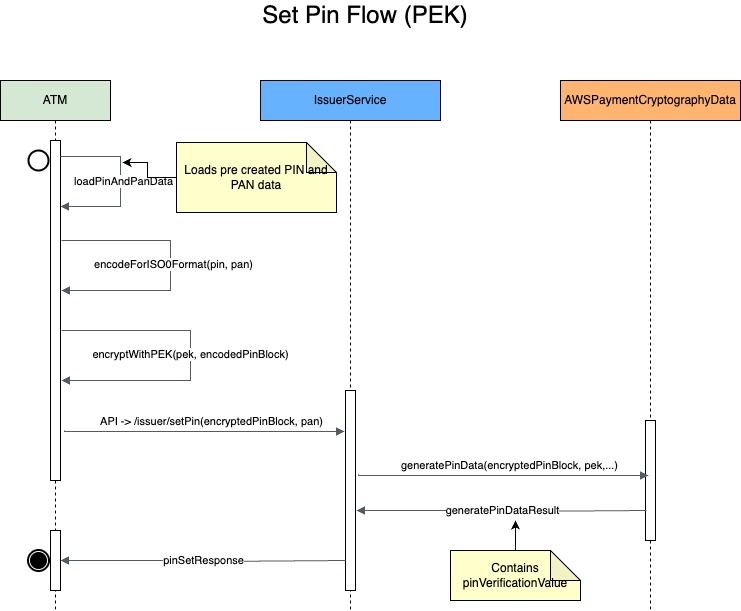 Set Pin Flow (PEK)
ATM
IssuerService
AWSPaymentCryptographyData
Loads pre created PIN and
PAN data
loadPinAndPanData
encodeForISO0Format(pin, pan)
encryptWithPEK(pek, encodedPinBlock)
API -> /issuer/setPin(encryptedPinBlock, pan)
generatePinData(encryptedPinBlock, pek,...)
generatePinDataResult
pinSetResponse
Contains
pinVerificationValue